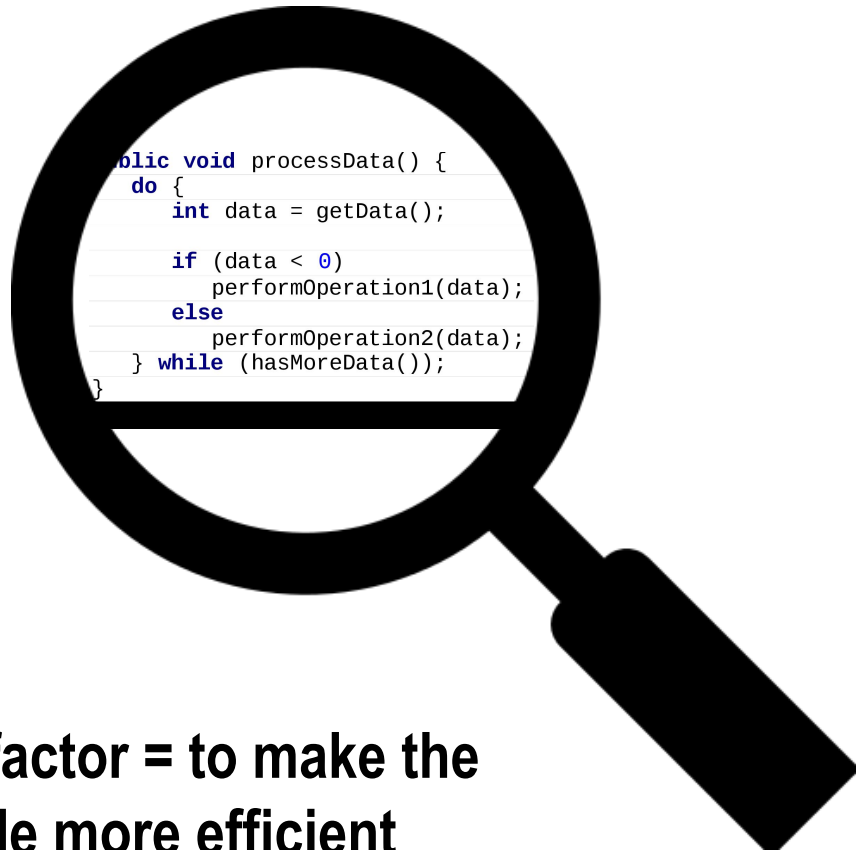 blic void processData() {
do {
int data = getData();
if (data < 0)
performOperation1(data);
else
performOperation2(data);
} while (hasMoreData());
}
factor = to make the
le more efficient